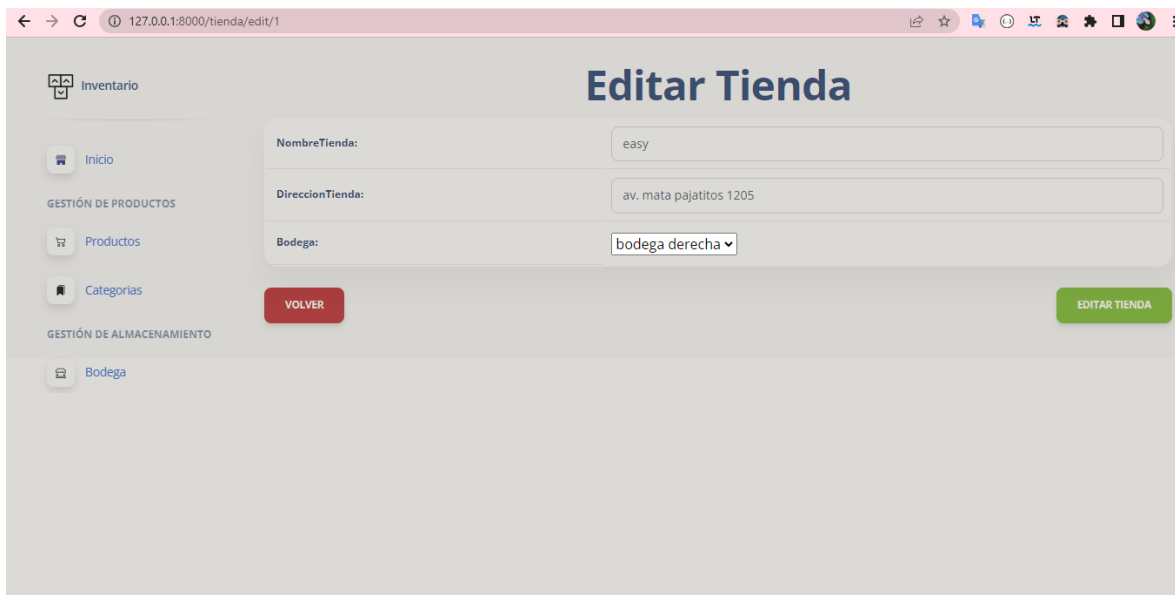 127.0.0.1:8000/tienda/edit/1
Inventario
Editar Tienda
Inicio
GESTIÓN DE PRODUCTOS
Productos
Categorias
GESTIÓN DE ALMACENAMIENTO
Bodega
NombreTienda:
easy
DireccionTienda:
av. mata pajatitos 1205
Bodega:
bodega derecha
VOLVER
EDITAR TIENDA